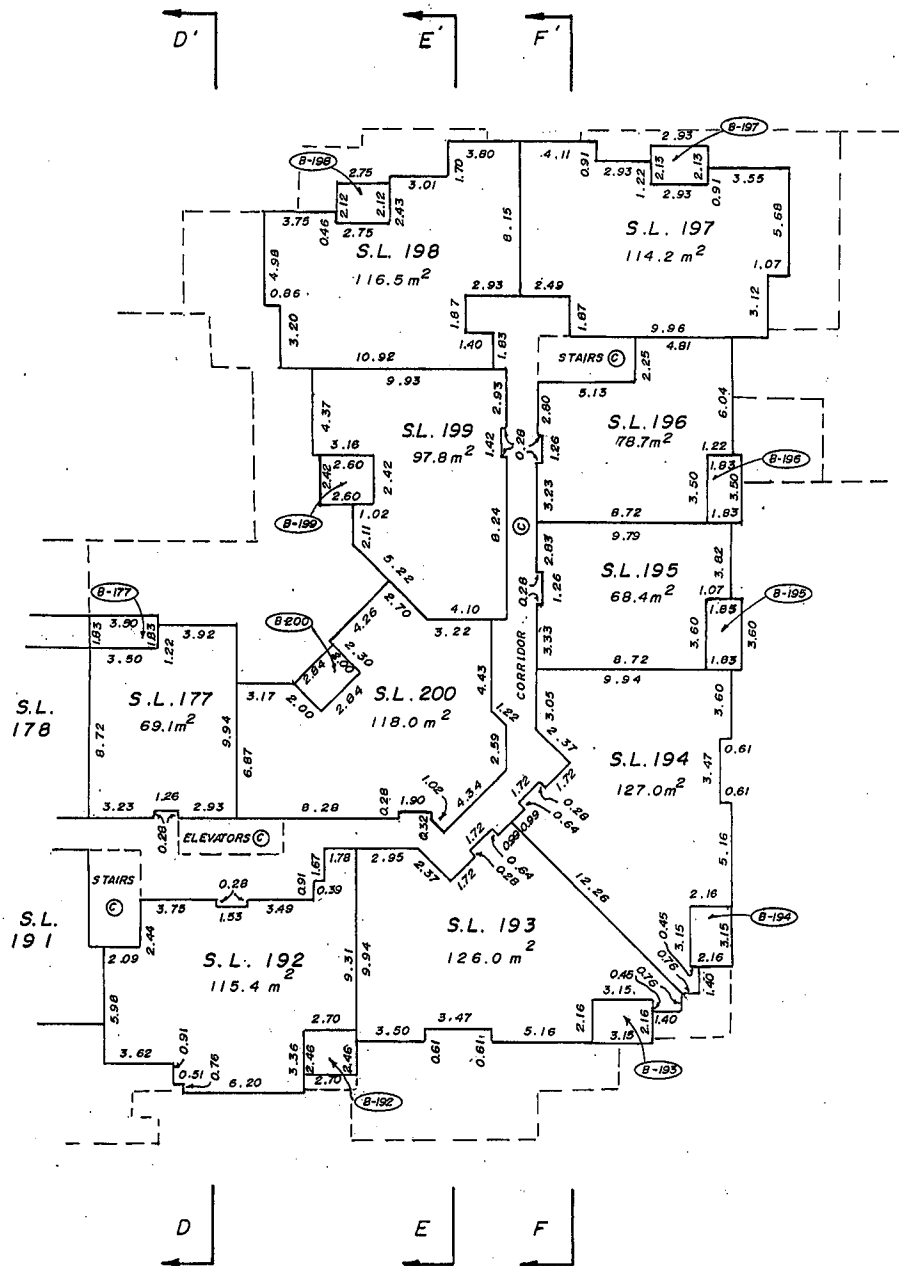 D' E' F'
2.93 B-197
3.80 4.11
B-198 0.91 2.13 2.13
2.75 3.01 1.70 2.93 1.22 2.93 0.91 3.55
2.12 2.12 2.43
3.75 0.46 2.75 8.15 5.68
S.L. 198
116.5 m²
S.L. 197
114.2 m²
4.98 1.07
0.86 2.93 2.49 3.12
3.20 1.87 1.87
1.40 1.83 9.96
10.92 4.81
STAIRS C 2.25
9.93 5.13
4.37 2.93 2.80 6.04
S.L. 199
97.8 m²
1.42 0.28 1.26
S.L. 196
78.7 m²
3.16 1.22
2.60 1.83 B-196
2.42 2.42 3.50 3.50
2.60 3.23 1.83
B-199 1.02 8.24 C 8.72
2.11 9.79
2.83 3.82
5.22 S.L. 195
68.4 m²
0.28 1.26 1.07
B-177 2.70 1.83 B-195
3.50 4.26 4.10 3.60 3.60
1.83 1.83 3.92 B-200 3.22 3.33
3.50 1.22 2.00 2.30 8.72 1.83
2.84 CORRIDOR 9.94
3.17 2.00 2.84 4.43 3.60
S.L. 178
S.L. 177
69.1 m²
S.L. 200
118.0 m²
3.05
8.72 9.94 6.87 1.22 2.37 0.61
2.59 S.L. 194
127.0 m²
3.47
1.26 1.02 4.34 1.72 1.72 0.61
3.23 2.93 8.28 0.28 1.90 0.28
0.28 0.32 0.64
ELEVATORS C 1.72 0.99 0.99 5.16
1.78 2.95 2.37 0.64
STAIRS C 1.67 1.72 0.28
0.28 0.91 0.39 12.26
3.75 1.53 3.49 2.16
S.L. 191
2.44 B-194
2.09 S.L. 192
115.4 m²
S.L. 193
126.0 m²
0.45 3.15 3.15
9.31 9.94 0.76 2.16
5.98 0.46 0.76 1.40
3.15
2.70 3.50 3.47 2.16 2.16 1.40
0.91 3.36 2.46 2.46 5.16
3.62 0.61 0.61 3.15
0.51 0.76 6.20 2.70 B-193
B-192
D E F